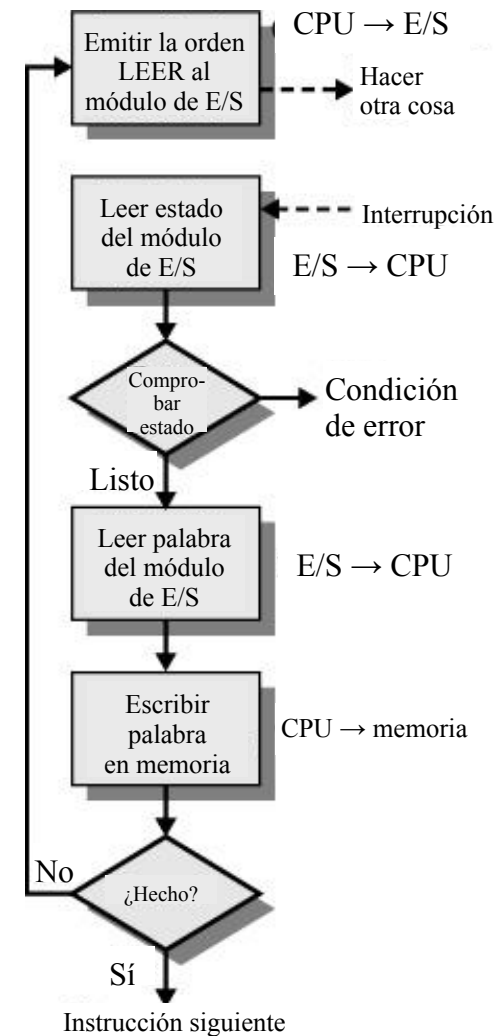 Emitir la orden
LEER al
módulo de E/S
CPU → E/S
Hacer
otra cosa
Leer estado
del módulo
de E/S
Interrupción
E/S → CPU
Compro-
bar
estado
Condición
de error
Listo
Leer palabra
del módulo
de E/S
E/S → CPU
Escribir
palabra
en memoria
CPU → memoria
No
¿Hecho?
Sí
Instrucción siguiente